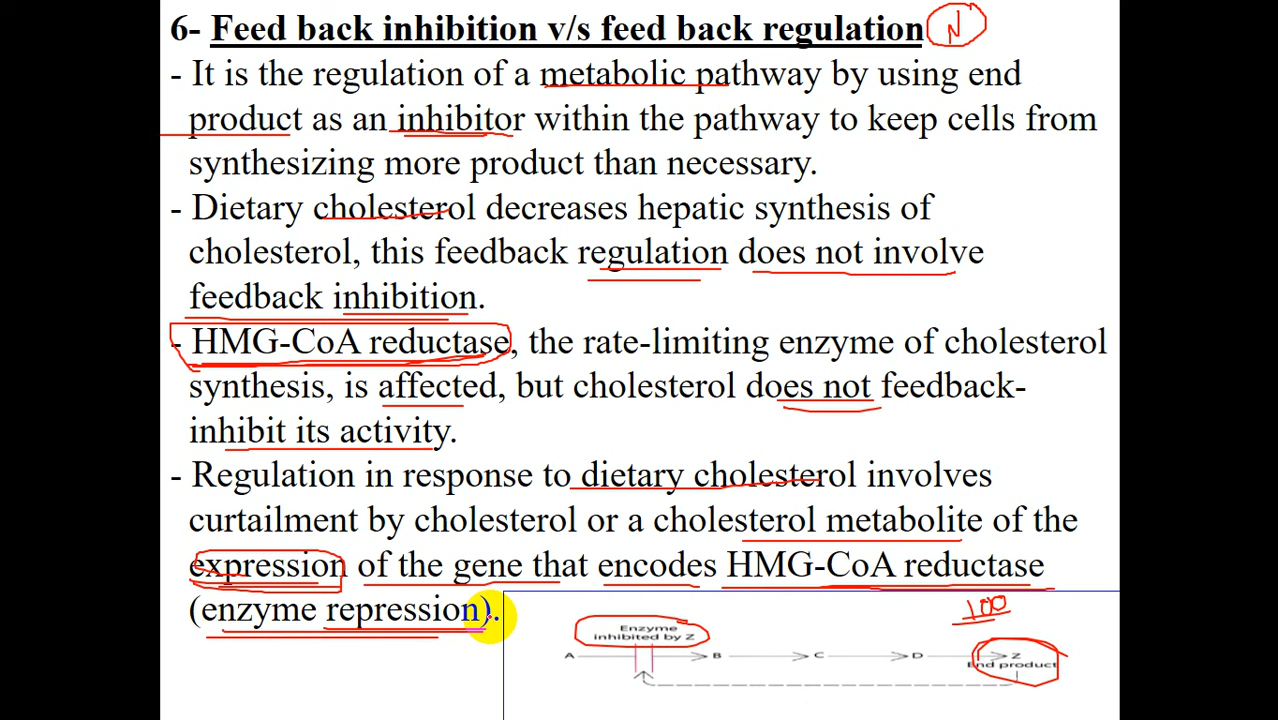 6- Feed back inhibition v/s feed back regulation N
- It is the regulation of a metabolic pathway by using end
product as an inhibitor within the pathway to keep cells from
synthesizing more product than necessary.
- Dietary cholesterol decreases hepatic synthesis of
cholesterol, this feedback regulation does not involve
feedback inhibition.
- HMG-CoA reductase, the rate-limiting enzyme of cholesterol
synthesis, is affected, but cholesterol does not feedback-
inhibit its activity.
- Regulation in response to dietary cholesterol involves
curtailment by cholesterol or a cholesterol metabolite of the
expression of the gene that encodes HMG-CoA reductase
(enzyme repression).
100
Enzyme
inhibited by Z
A B C D Z
End product